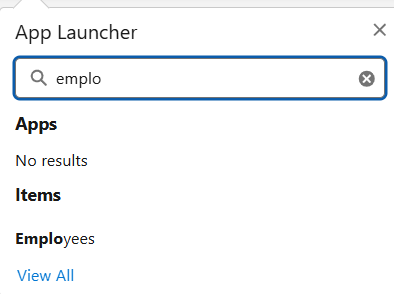 App Launcher
emplo
Apps
No results
Items
Employees
View All